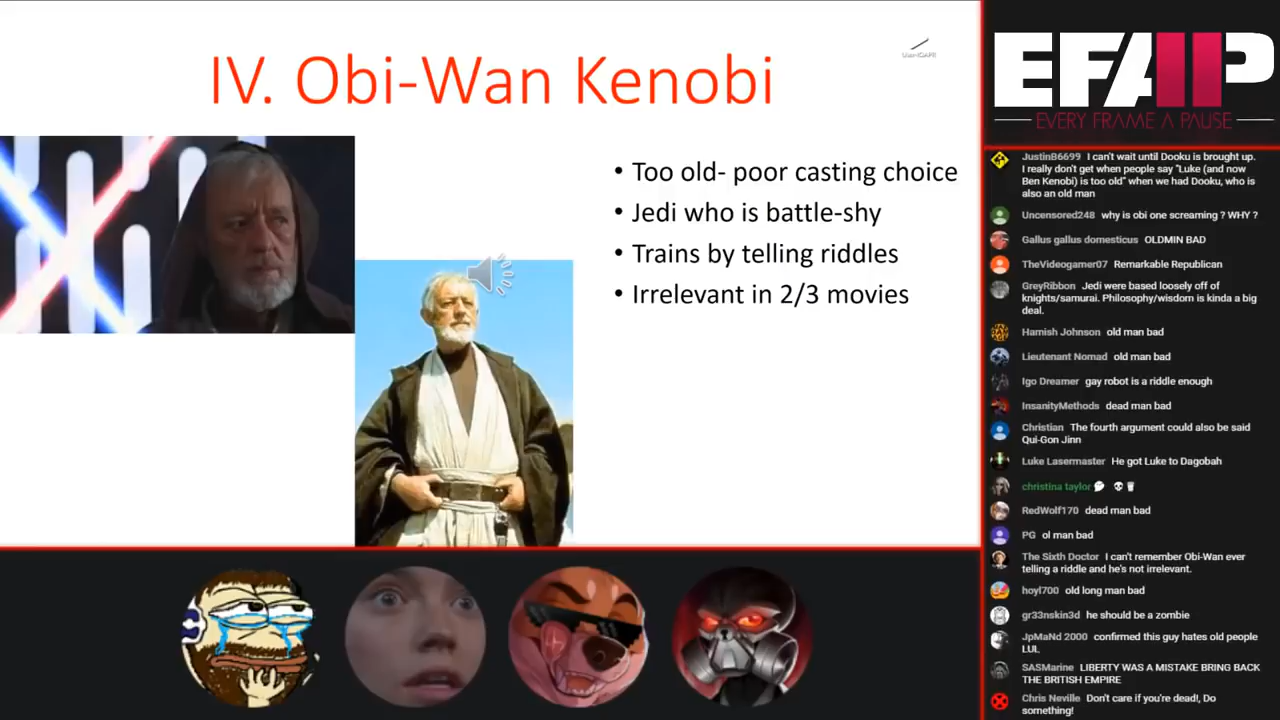 IV. Obi-Wan Kenobi
• Too old- poor casting choice
• Jedi who is battle-shy
• Trains by telling riddles
• Irrelevant in 2/3 movies
EFAP
EVERY FRAME A PAUSE
JustinB6699 I can't wait until Dooku is brought up.
I really don't get when people say "Luke (and now
Ben Kenobi) is too old" when we had Dooku, who is
also an old man
Uncensored248 why is obi one screaming ? WHY ?
Gallus gallus domesticus OLDMIN BAD
TheVideogamer07 Remarkable Republican
GreyRibbon Jedi were based loosely off of
knights/samurai. Philosophy/wisdom is kinda a big
deal.
Hamish Johnson old man bad
Lieutenant Nomad old man bad
Igo Dreamer gay robot is a riddle enough
InsanityMethods dead man bad
Christian The fourth argument could also be said
Qui-Gon Jinn
Luke Lasermaster He got Luke to Dagobah
christina taylor
RedWolf170 dead man bad
PG ol man bad
The Sixth Doctor I can't remember Obi-Wan ever
telling a riddle and he's not irrelevant.
hoyl700 old long man bad
gr33nskin3d he should be a zombie
JpMaNd 2000 confirmed this guy hates old people
LUL
SASMarine LIBERTY WAS A MISTAKE BRING BACK
THE BRITISH EMPIRE
Chris Neville Don't care if you're dead!, Do
something!